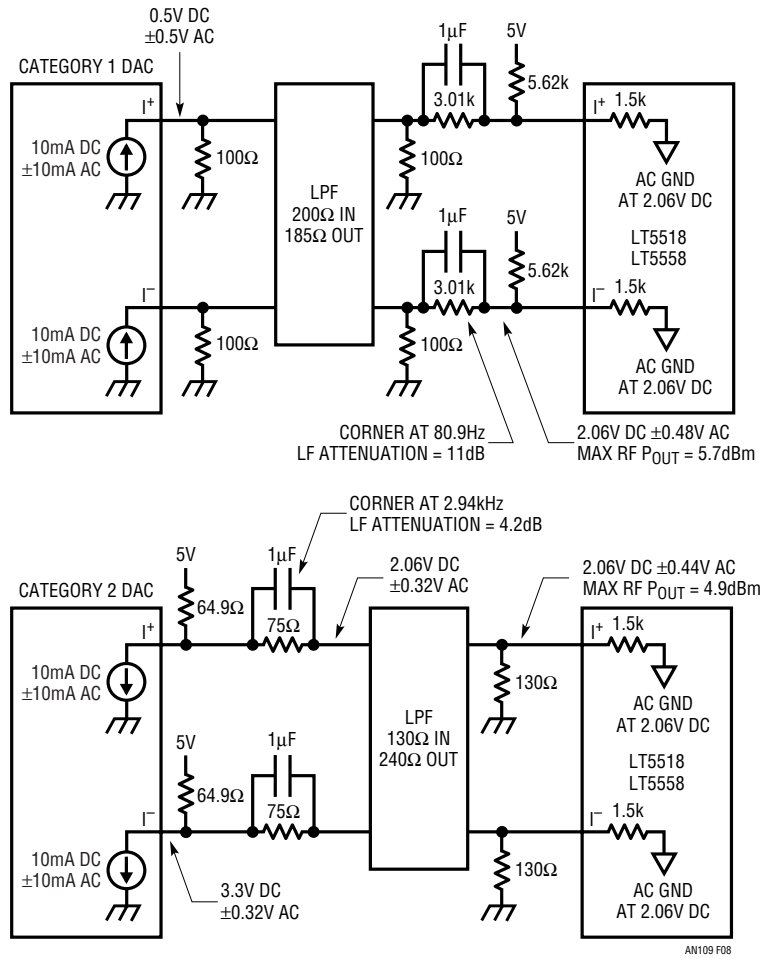 0.5V DC
±0.5V AC
CATEGORY 1 DAC
I+
10mA DC
±10mA AC
100Ω
I−
10mA DC
±10mA AC
100Ω
LPF
200Ω IN
185Ω OUT
1µF
3.01k
100Ω
5V
5.62k
1µF
3.01k
100Ω
5V
5.62k
I+
1.5k
AC GND
AT 2.06V DC
LT5518
LT5558
I−
1.5k
AC GND
AT 2.06V DC
CORNER AT 80.9Hz
LF ATTENUATION = 11dB
2.06V DC ±0.48V AC
MAX RF POUT = 5.7dBm
CORNER AT 2.94kHz
LF ATTENUATION = 4.2dB
CATEGORY 2 DAC
I+
10mA DC
±10mA AC
5V
64.9Ω
1µF
75Ω
2.06V DC
±0.32V AC
I−
10mA DC
±10mA AC
5V
64.9Ω
1µF
75Ω
3.3V DC
±0.32V AC
LPF
130Ω IN
240Ω OUT
2.06V DC ±0.44V AC
MAX RF POUT = 4.9dBm
130Ω
130Ω
I+
1.5k
AC GND
AT 2.06V DC
LT5518
LT5558
I−
1.5k
AC GND
AT 2.06V DC
AN109 F08